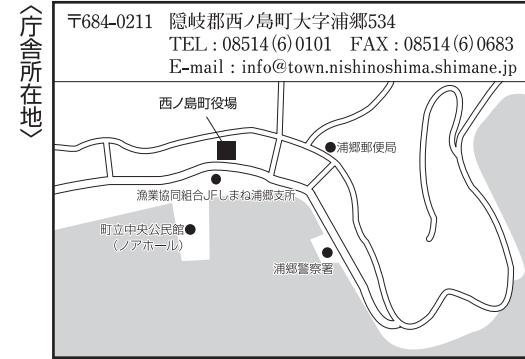 〈庁舎所在地〉
〒684-0211 隠岐郡西ノ島町大字浦郷534
TEL：08514(6)0101 FAX：08514(6)0683
E-mail：info@town.nishinoshima.shimane.jp
西ノ島町役場
浦郷郵便局
漁業協同組合JFしまね浦郷支所
町立中央公民館
（ノアホール）
浦郷警察署